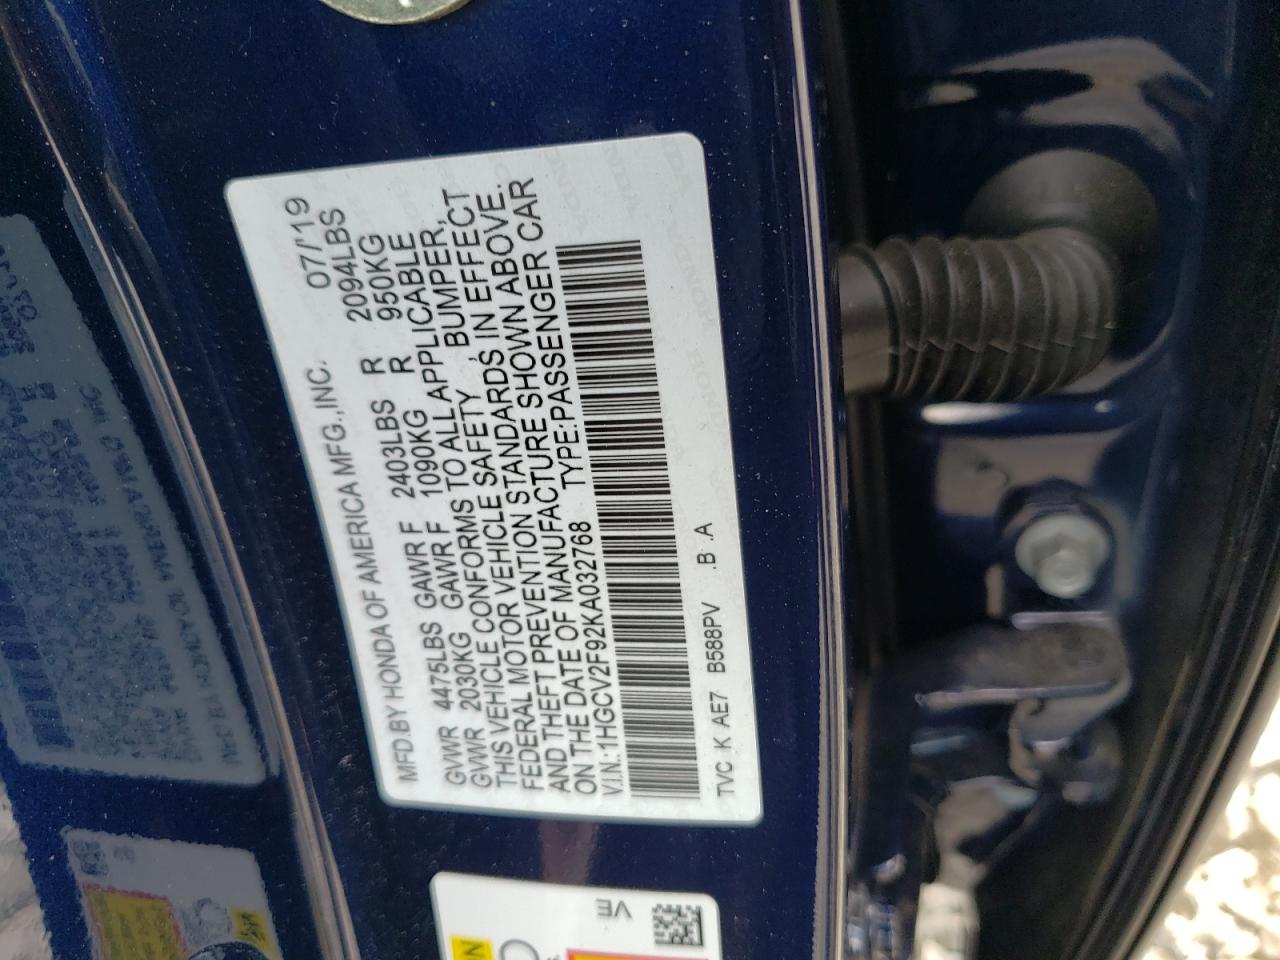 MFD.BY HONDA OF AMERICA MFG.,INC. 07/'19
GVWR 4475LBS GAWR F 2403LBS R 2094LBS
GVWR 2030KG GAWR F 1090KG R 950KG
THIS VEHICLE CONFORMS TO ALL APPLICABLE
FEDERAL MOTOR VEHICLE SAFETY, BUMPER,
AND THEFT PREVENTION STANDARDS IN EFFECT
ON THE DATE OF MANUFACTURE SHOWN ABOVE.
V.I.N.:1HGCV2F92KA032768 TYPE:PASSENGER CAR
TVC K AE7 B588PV .B .A
VE